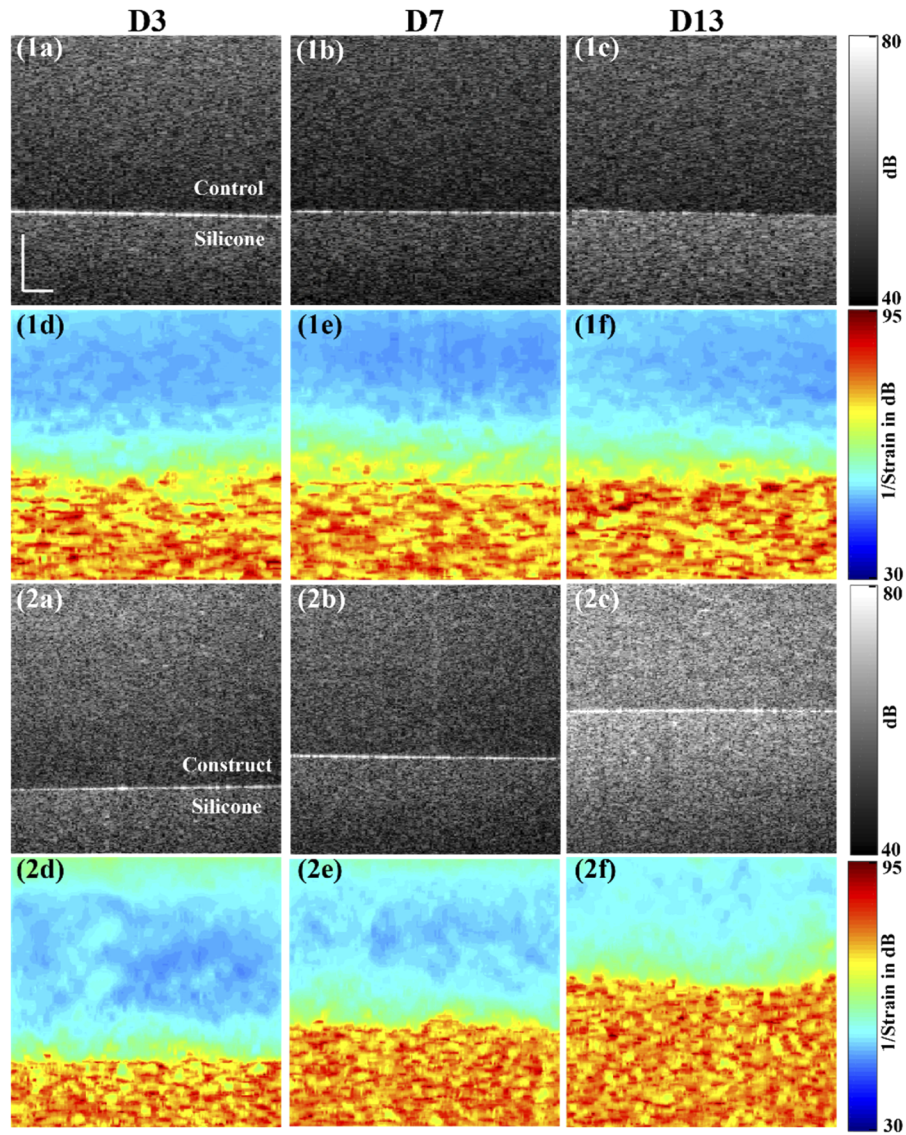 D3 D7 D13
(1a) (1b) (1c) 80
Control
Silicone
dB
40
(1d) (1e) (1f) 95
1/Strain in dB
30
(2a) (2b) (2c) 80
Construct
Silicone
dB
40
(2d) (2e) (2f) 95
1/Strain in dB
30